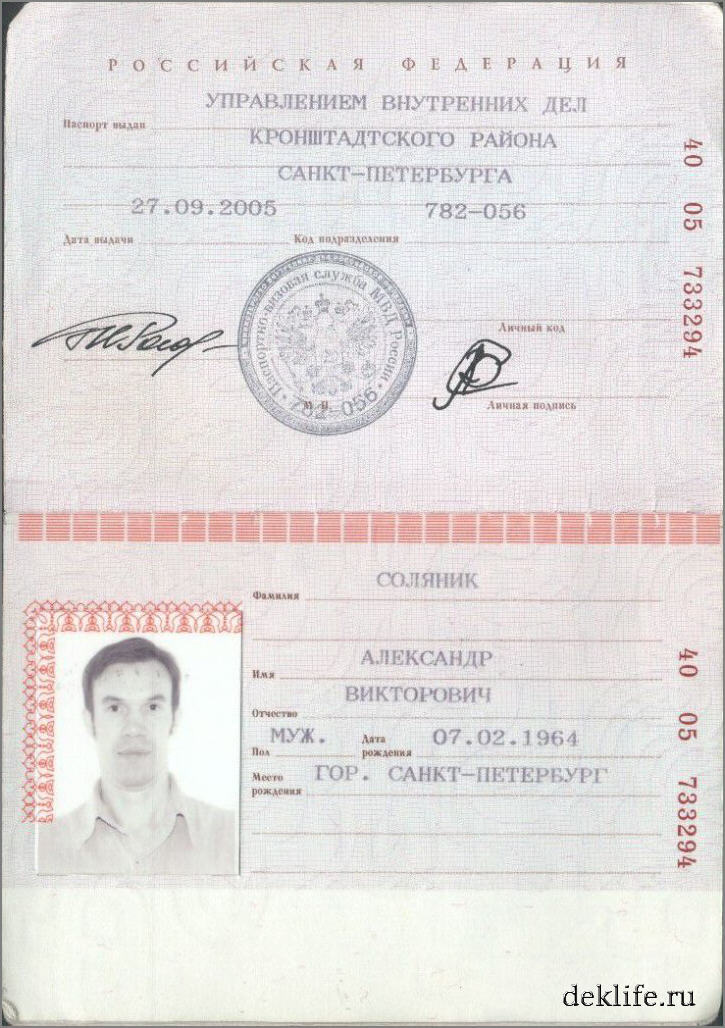 РОССИЙСКАЯ ФЕДЕРАЦИЯ
Паспорт выдан УПРАВЛЕНИЕМ ВНУТРЕННИХ ДЕЛ
КРОНШТАДТСКОГО РАЙОНА
САНКТ-ПЕТЕРБУРГА
27.09.2005 782-056
Дата выдачи Код подразделения
40 05 733294
Паспортно-визовая служба МВД России
782-056
М.П.
Личный код
Личная подпись
Фамилия СОЛЯНИК
Имя АЛЕКСАНДР
Отчество ВИКТОРОВИЧ
Пол МУЖ. Дата рождения 07.02.1964
Место рождения ГОР. САНКТ-ПЕТЕРБУРГ
40 05 733294
deklife.ru